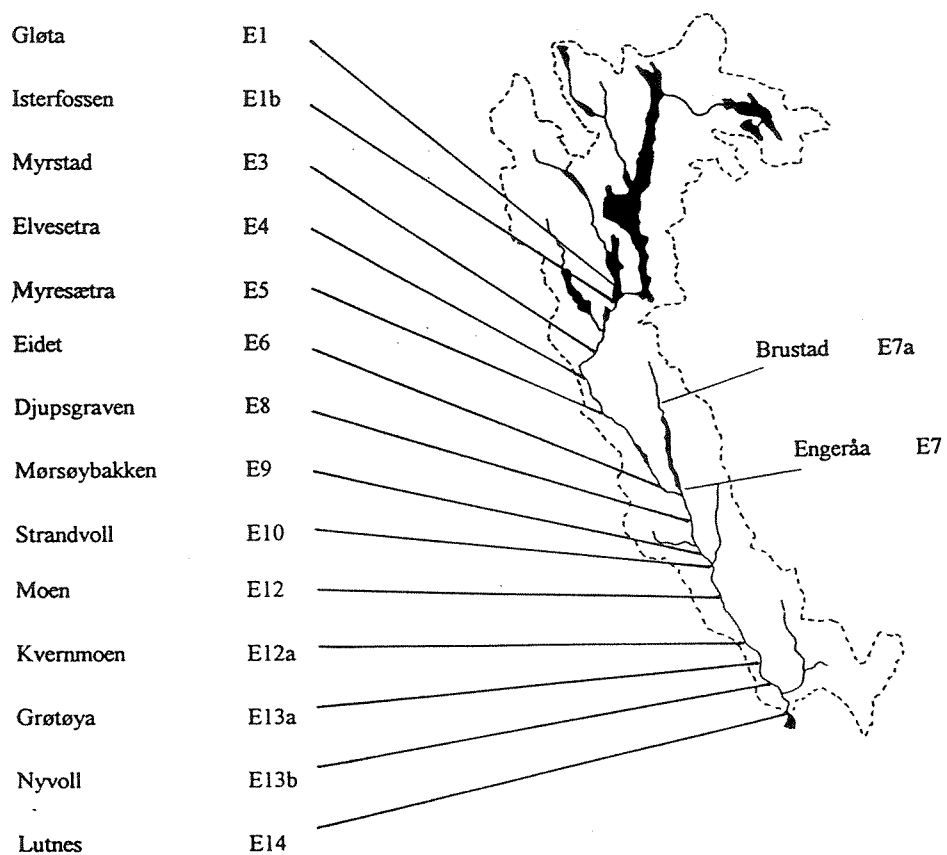 Gløta E1
Isterfossen E1b
Myrstad E3
Elvesetra E4
Myresætra E5
Eidet E6
Brustad E7a
Djupsgraven E8
Engeråa E7
Mørsøybakken E9
Strandvoll E10
Moen E12
Kvernmoen E12a
Grøtøya E13a
Nyvoll E13b
Lutnes E14